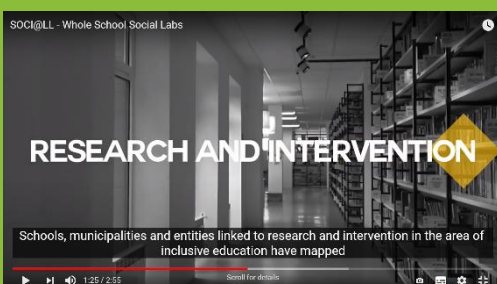 SOCI@LL - Whole School Social Labs
RESEARCH AND INTERVENTION
Schools, municipalities and entities linked to research and intervention in the area of
inclusive education have mapped
1:25 / 2:55
Scroll for details